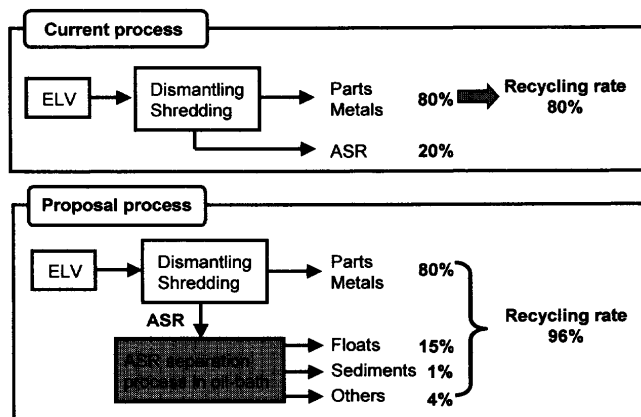 Current process
ELV
Dismantling
Shredding
Parts
Metals
80%
Recycling rate
80%
ASR
20%
Proposal process
ELV
Dismantling
Shredding
Parts
Metals
80%
ASR
ASR separation
process in oil-bath
Floats
15%
Sediments
1%
Others
4%
Recycling rate
96%